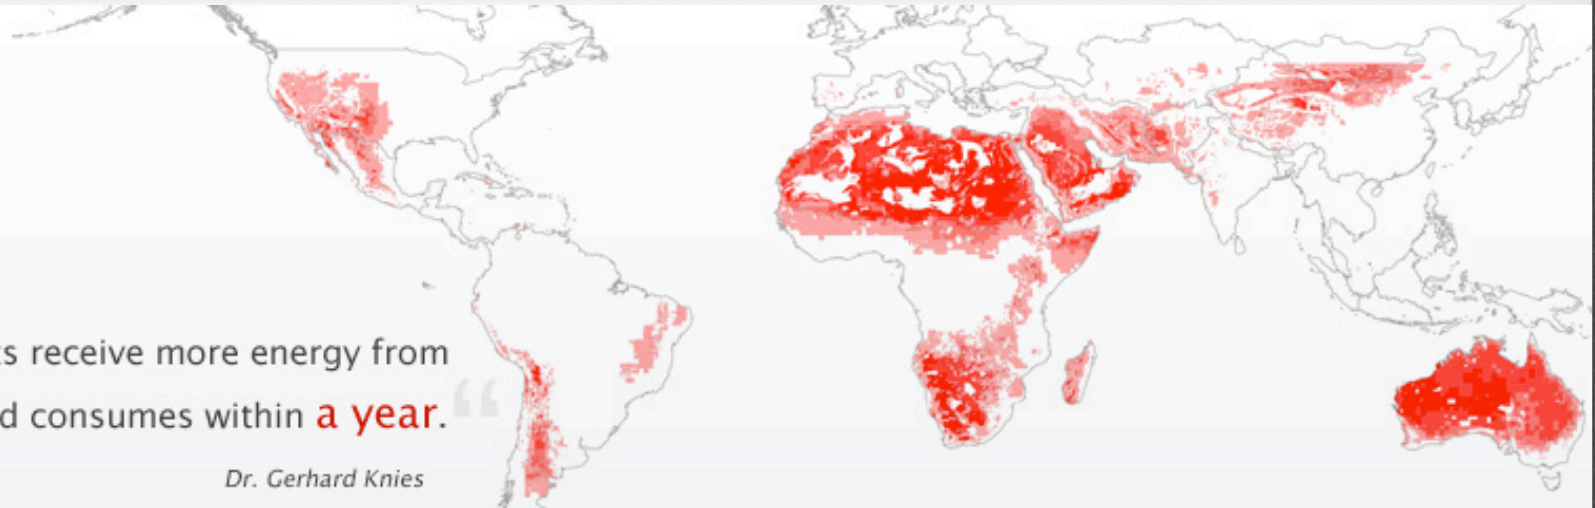 receive more energy from
consumes within a year.
“
Dr. Gerhard Knies